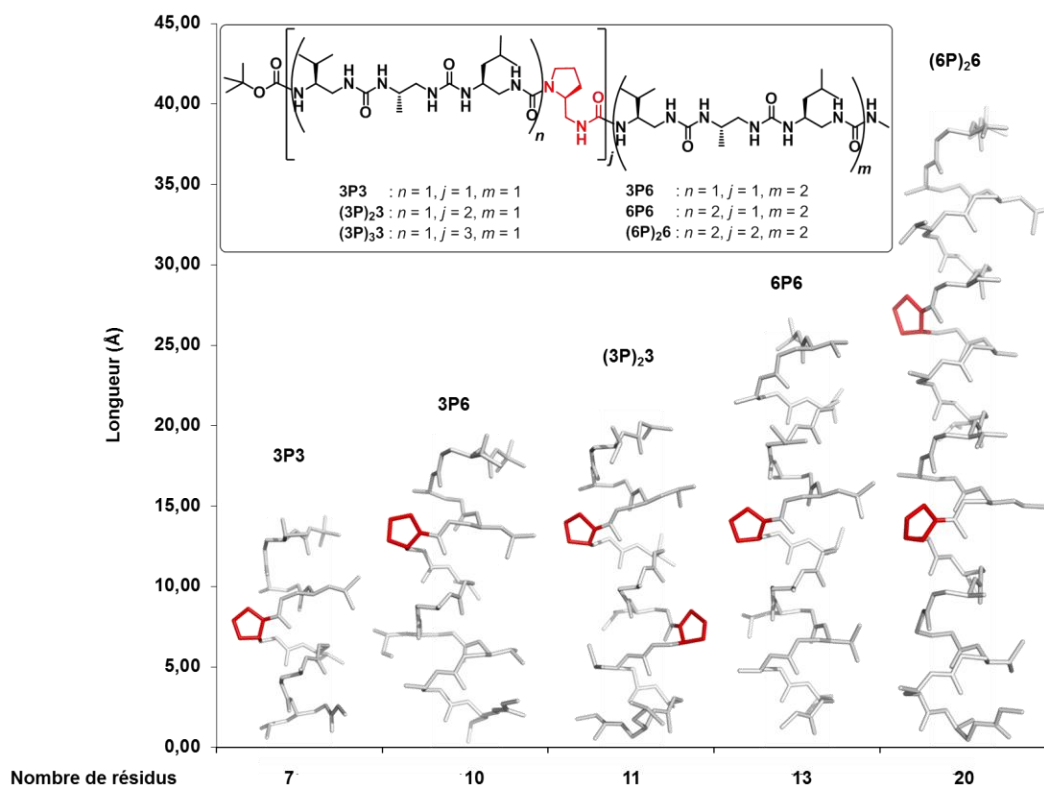 45,00
40,00
35,00
30,00
25,00
20,00
15,00
10,00
5,00
0,00
Longueur (Å)
O
O
N
H
H
N
O
N
H
H
N
O
N
H
H
N
O
N
n
N
H
O
j
N
H
H
N
O
N
H
H
N
O
N
H
H
N
O
m
N
H
3P3 : n = 1, j = 1, m = 1
(3P)₂3 : n = 1, j = 2, m = 1
(3P)₃3 : n = 1, j = 3, m = 1
3P6 : n = 1, j = 1, m = 2
6P6 : n = 2, j = 1, m = 2
(6P)₂6 : n = 2, j = 2, m = 2
(6P)₂6
6P6
(3P)₂3
3P6
3P3
Nombre de résidus 7 10 11 13 20